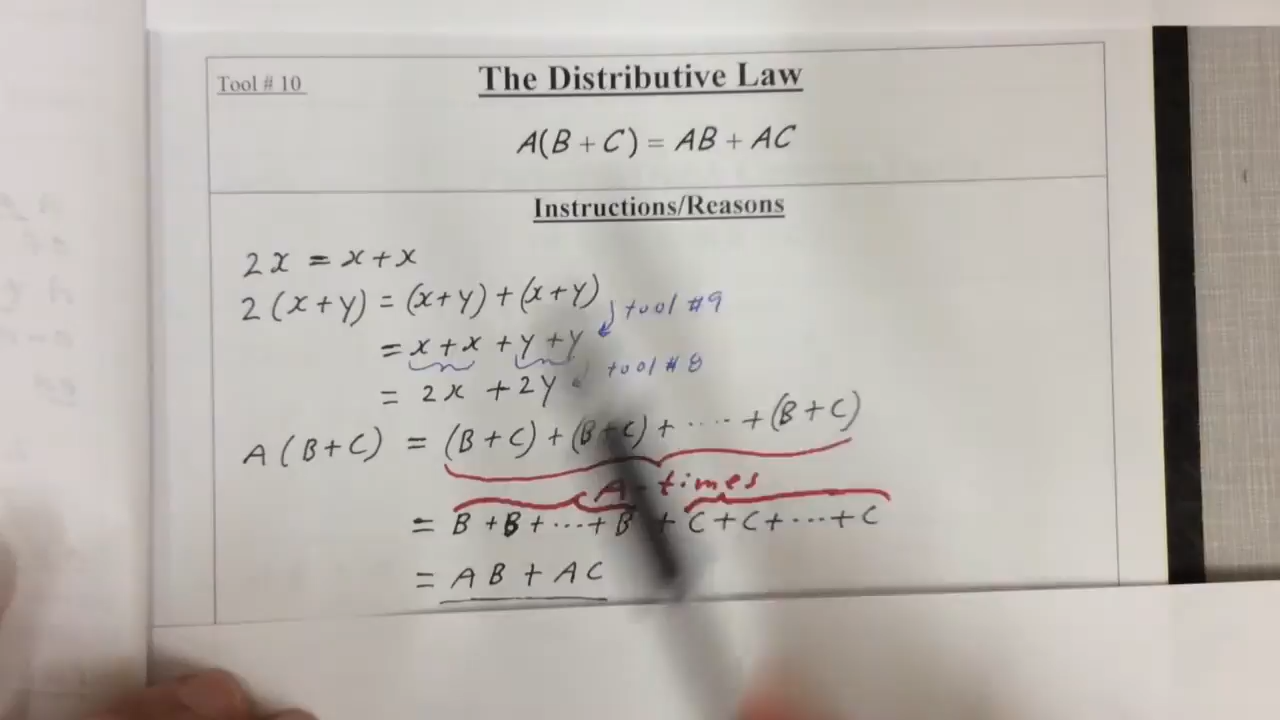 Tool # 10
The Distributive Law
A(B + C) = AB + AC
Instructions/Reasons
2x = x + x
2(x+y) = (x+y) + (x+y)
tool #9
= x + x + y + y
tool #8
= 2x + 2y
A(B+C) = (B+C) + (B+C) + ····· + (B+C)
A - times
= B + B + ··· + B + C + C + ··· + C
= AB + AC